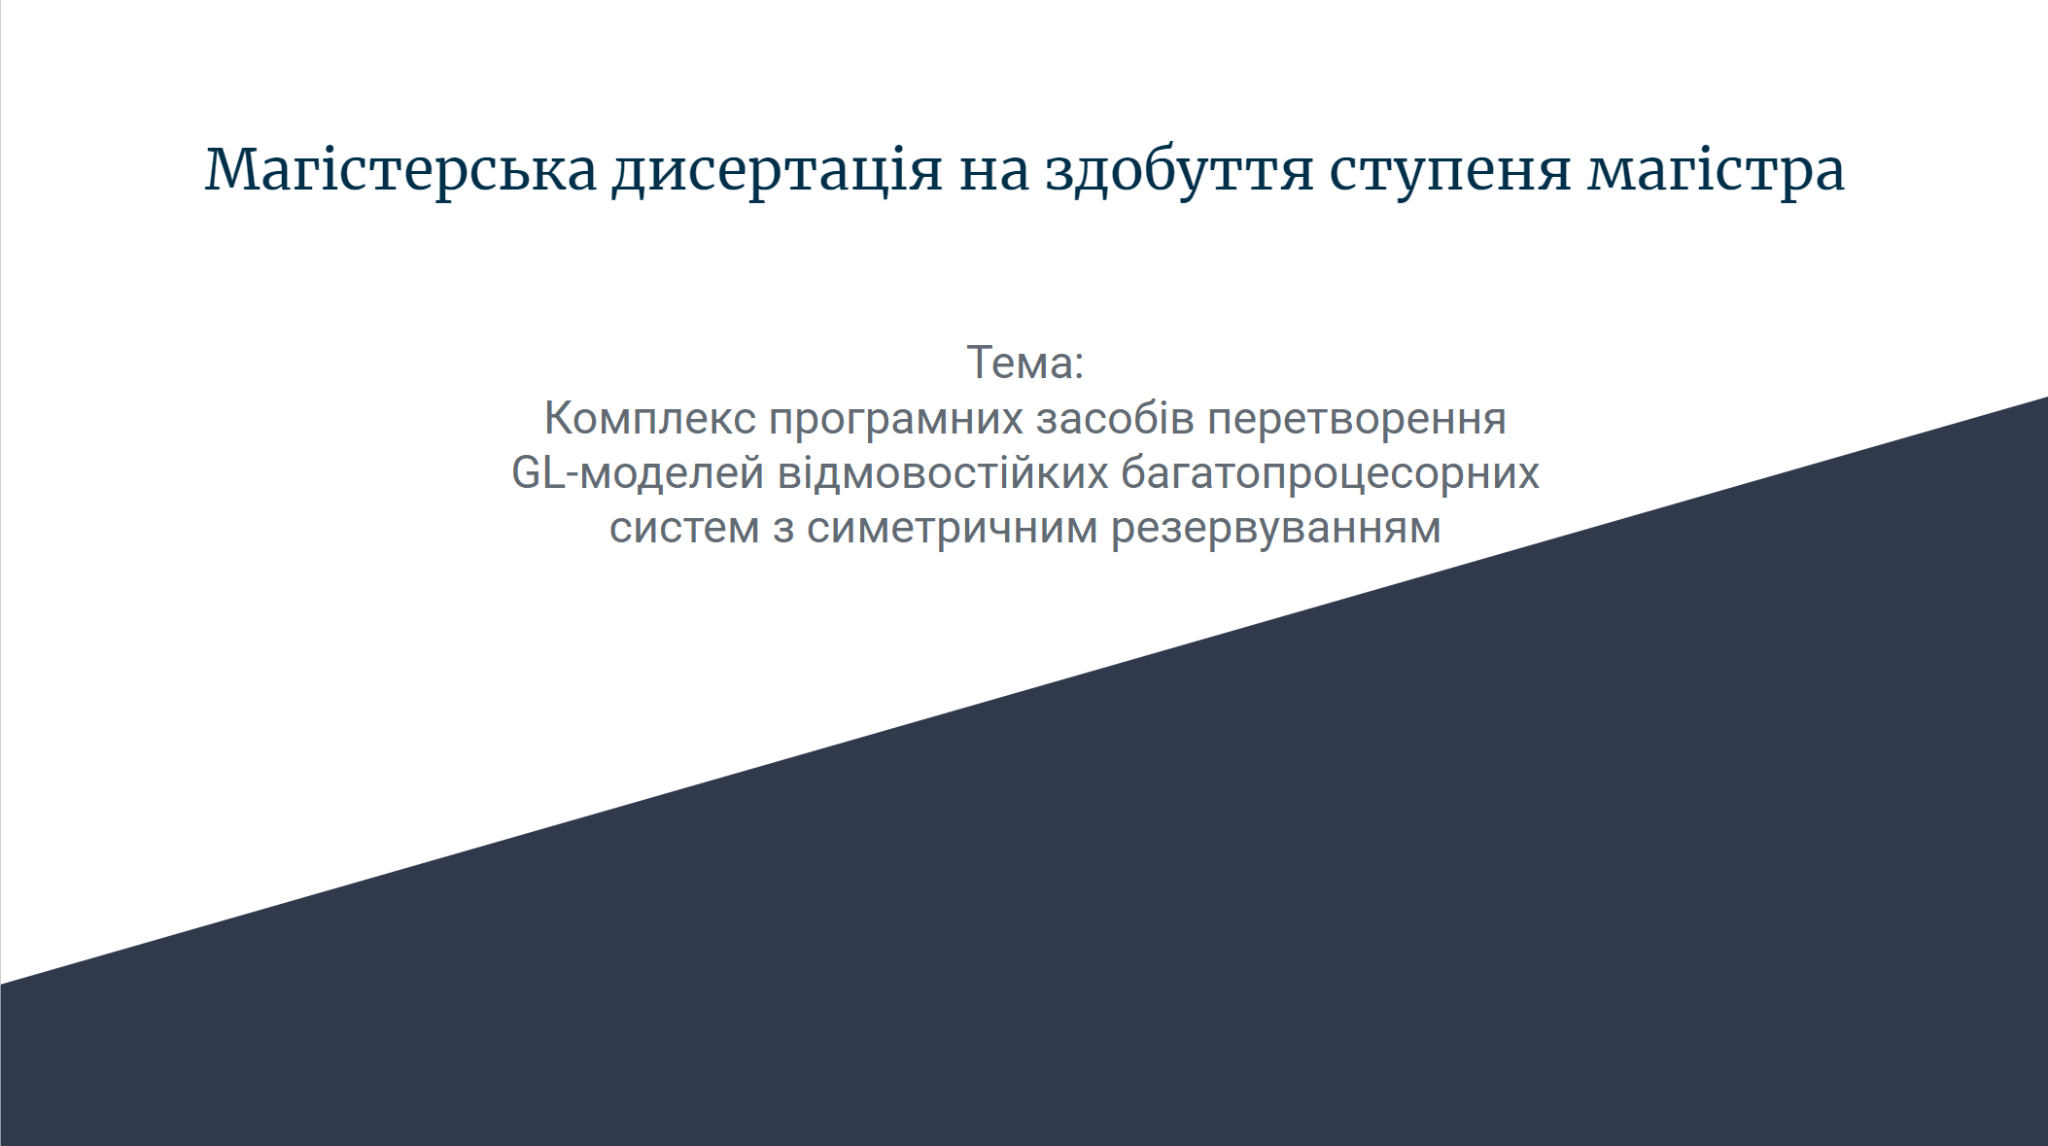 Магістерська дисертація на здобуття ступеня магістра
Тема:
Комплекс програмних засобів перетворення
GL-моделей відмовостійких багатопроцесорних
систем з симетричним резервуванням